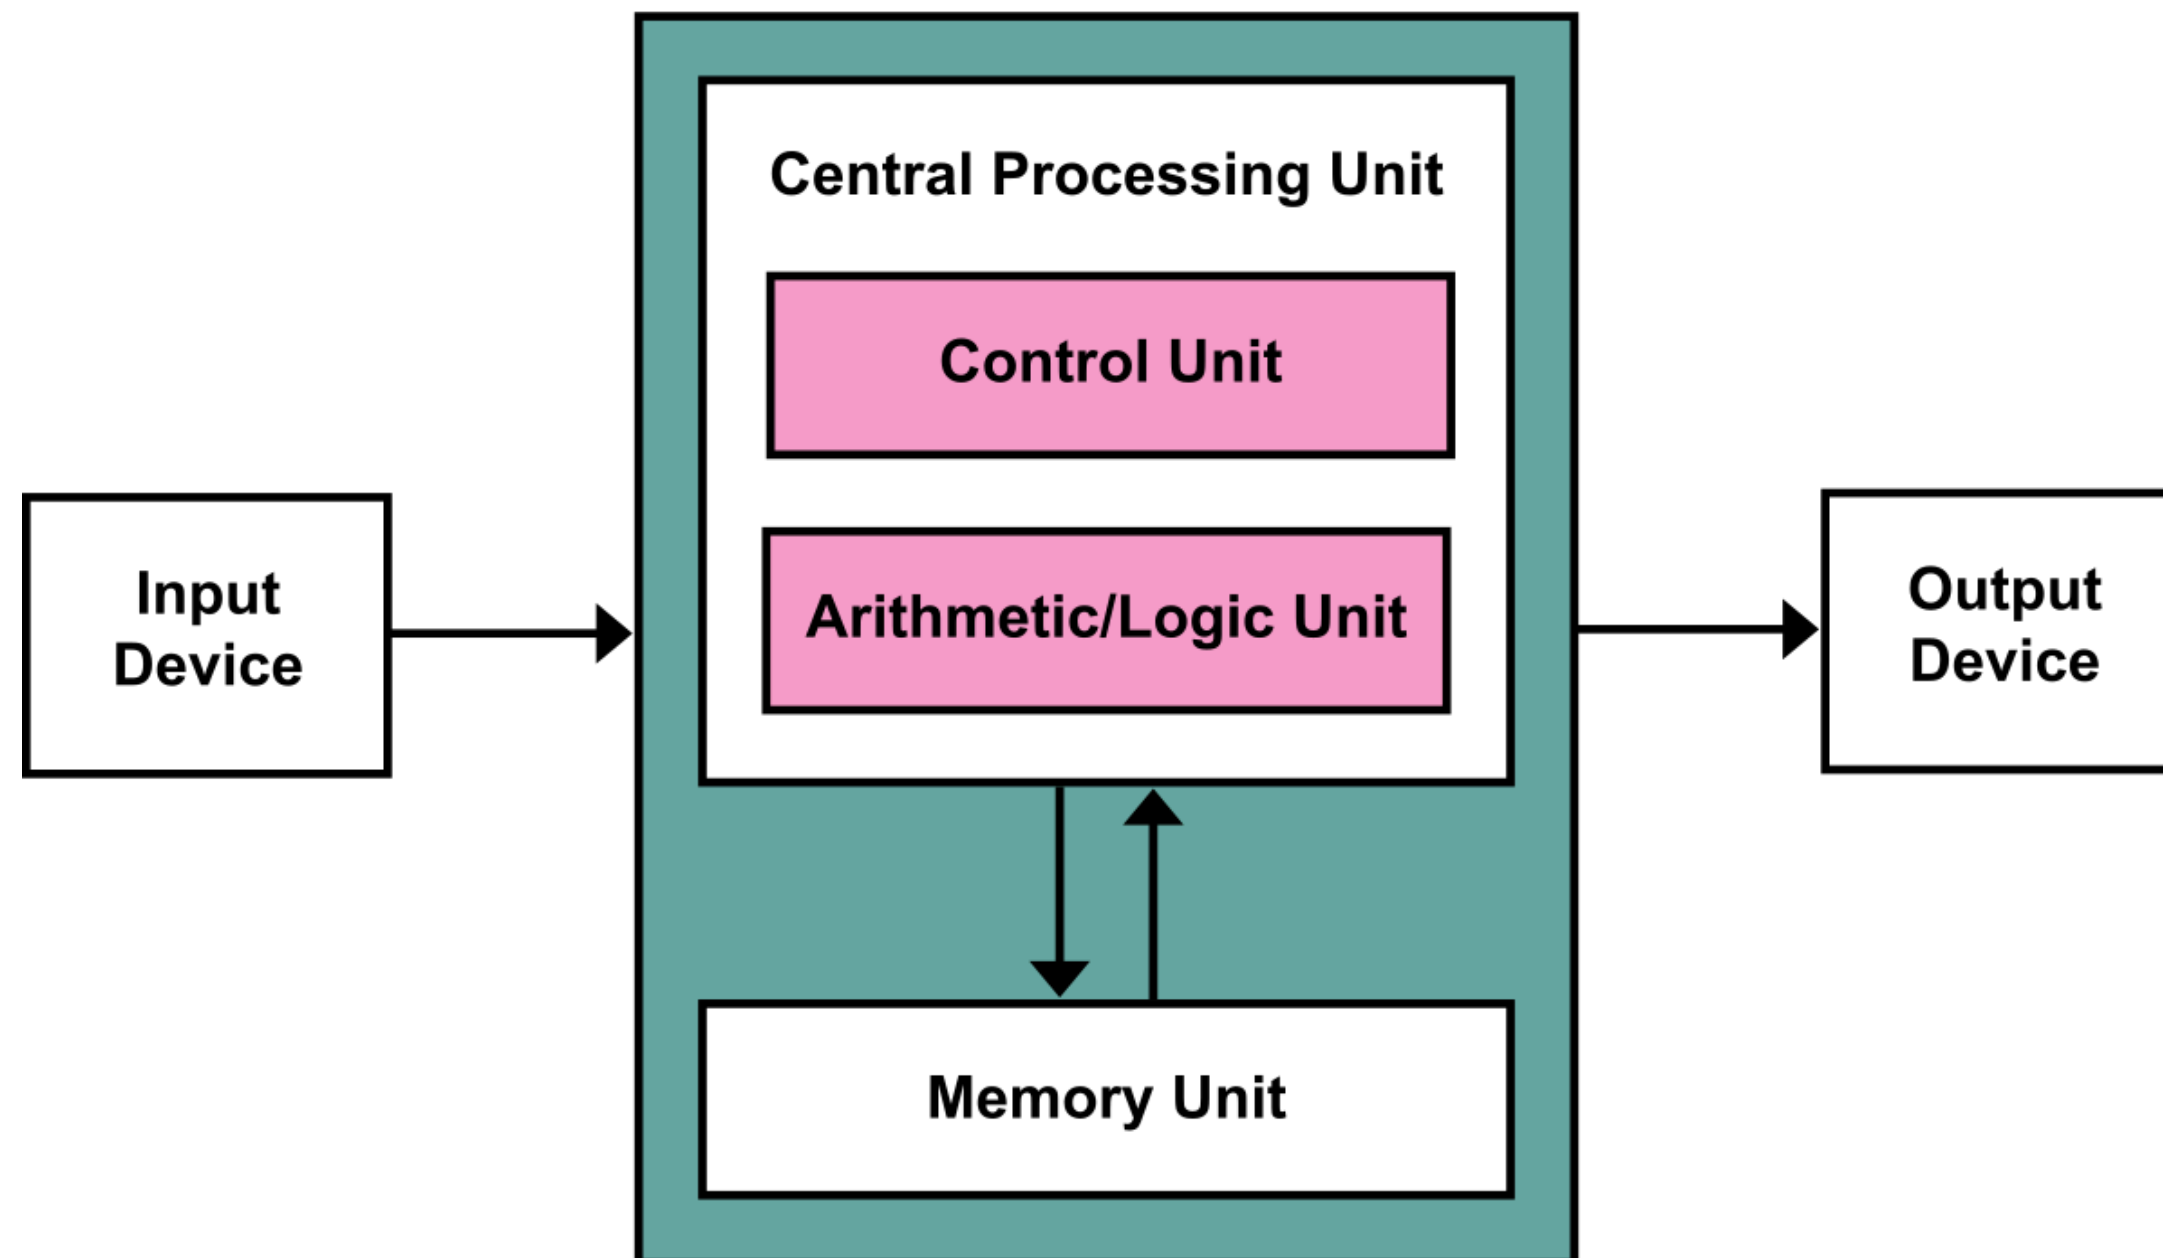 Central Processing Unit
Control Unit
Arithmetic/Logic Unit
Input
Device
Output
Device
Memory Unit